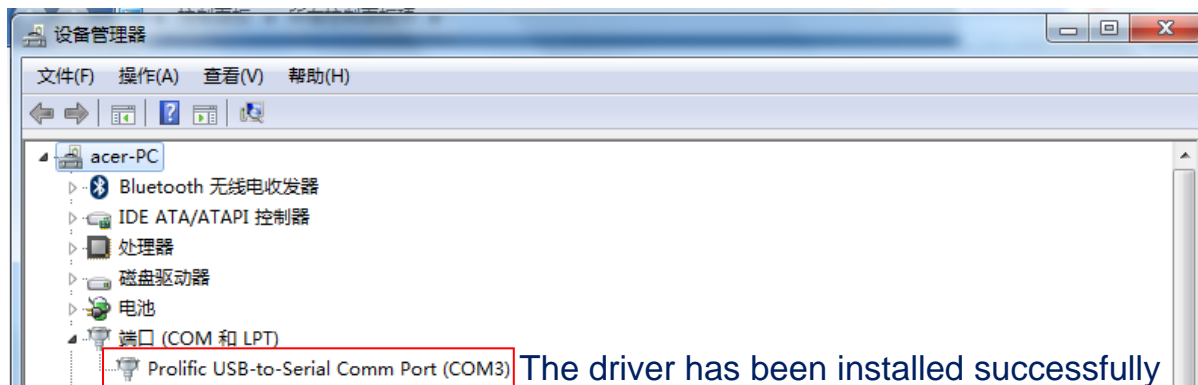 设备管理器
文件(F) 操作(A) 查看(V) 帮助(H)
acer-PC
Bluetooth 无线电收发器
IDE ATA/ATAPI 控制器
处理器
磁盘驱动器
电池
端口 (COM 和 LPT)
Prolific USB-to-Serial Comm Port (COM3) The driver has been installed successfully